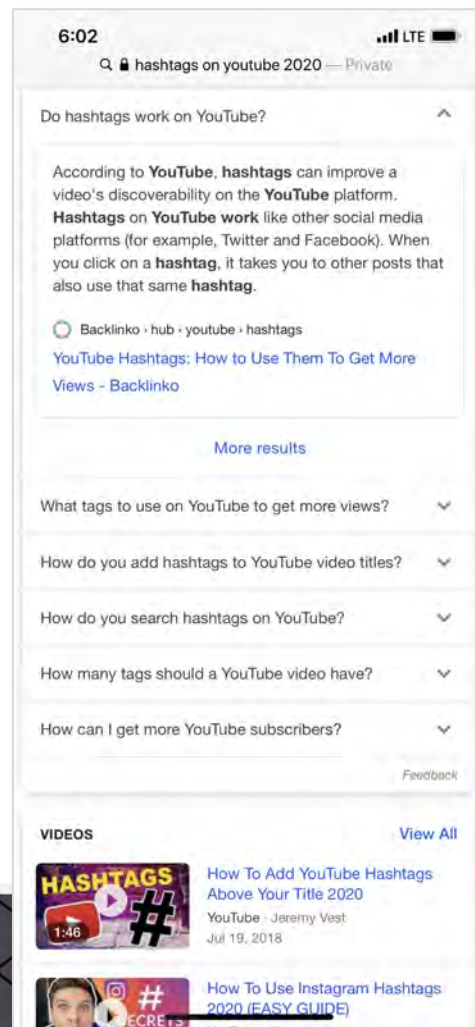 6:02
LTE
hashtags on youtube 2020 — Private
Do hashtags work on YouTube?
According to YouTube, hashtags can improve a
video's discoverability on the YouTube platform.
Hashtags on YouTube work like other social media
platforms (for example, Twitter and Facebook). When
you click on a hashtag, it takes you to other posts that
also use that same hashtag.
Backlinko › hub › youtube › hashtags
YouTube Hashtags: How to Use Them To Get More
Views - Backlinko
More results
What tags to use on YouTube to get more views?
How do you add hashtags to YouTube video titles?
How do you search hashtags on YouTube?
How many tags should a YouTube video have?
How can I get more YouTube subscribers?
Feedback
VIDEOS
View All
HASHTAGS
#
1:46
How To Add YouTube Hashtags
Above Your Title 2020
YouTube · Jeremy Vest
Jul 19, 2018
#
How To Use Instagram Hashtags
2020 (EASY GUIDE)